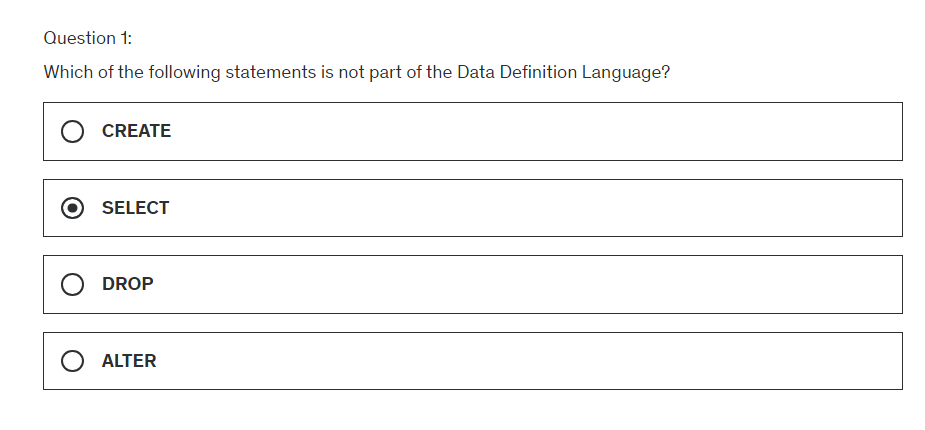 Question 1:
Which of the following statements is not part of the Data Definition Language?
CREATE
SELECT
DROP
ALTER